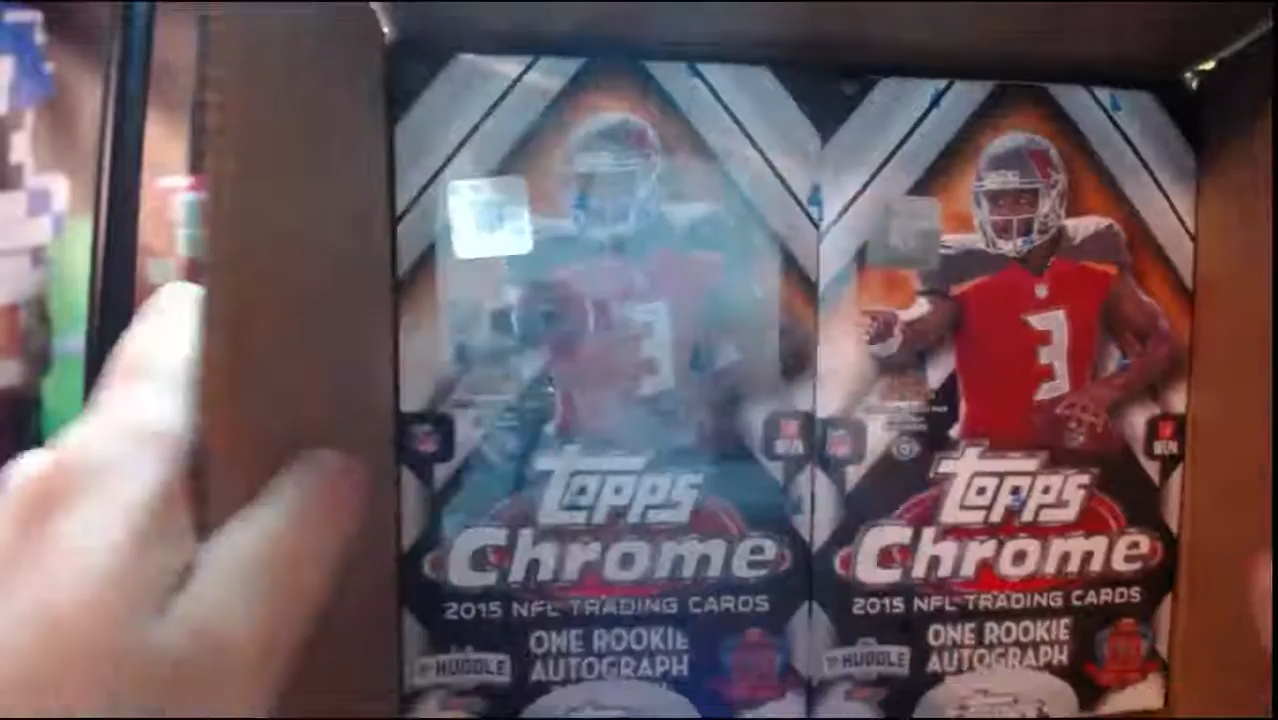 3
3
Topps
Chrome
2015 NFL TRADING CARDS
ONE ROOKIE
AUTOGRAPH
HUDDLE
Topps
Chrome
2015 NFL TRADING CARDS
ONE ROOKIE
AUTOGRAPH
HUDDLE